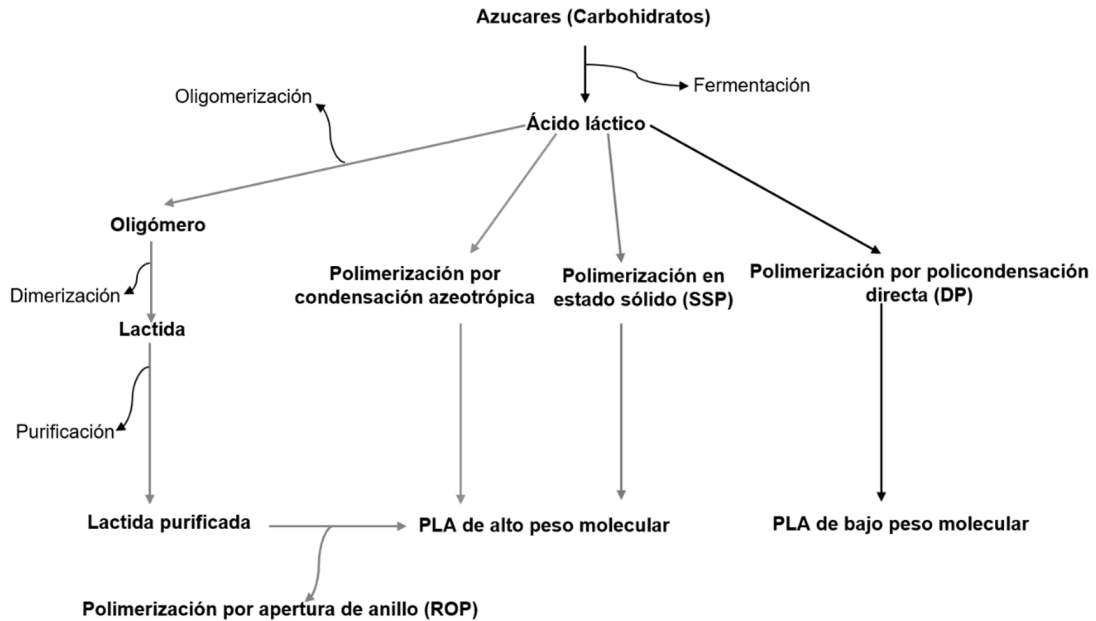 Azucares (Carbohidratos)
Fermentación
Oligomerización
Ácido láctico
Oligómero
Polimerización por
condensación azeotrópica
Polimerización en
estado sólido (SSP)
Polimerización por policondensación
directa (DP)
Dimerización
Lactida
Purificación
Lactida purificada
PLA de alto peso molecular
PLA de bajo peso molecular
Polimerización por apertura de anillo (ROP)